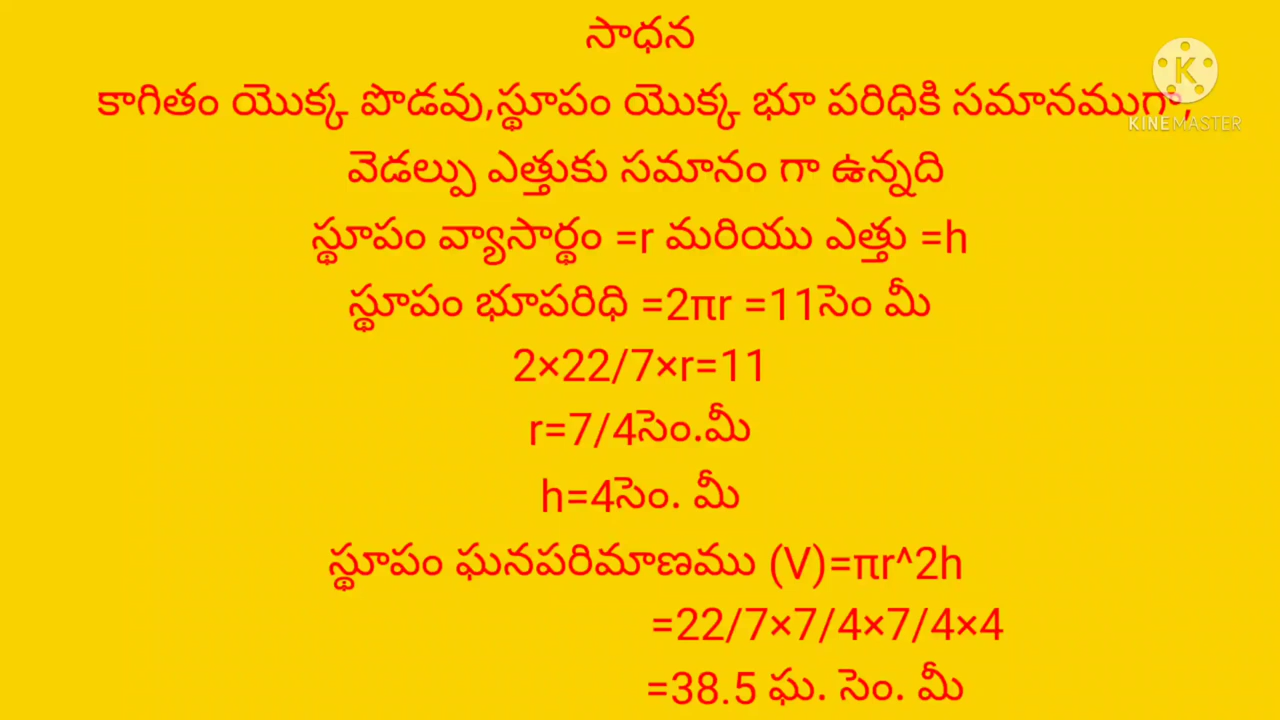 సాధన
కాగితం యొక్క పొడవు,స్థూపం యొక్క భూ పరిధికి సమానముగా,
వెడల్పు ఎత్తుకు సమానం గా ఉన్నది
స్థూపం వ్యాసార్థం =r మరియు ఎత్తు =h
స్థూపం భూపరిధి =2πr =11సెం మీ
2×22/7×r=11
r=7/4సెం.మీ
h=4సెం. మీ
స్థూపం ఘనపరిమాణము (V)=πr^2h
=22/7×7/4×7/4×4
=38.5 ఘ. సెం. మీ
K
KINEMASTER